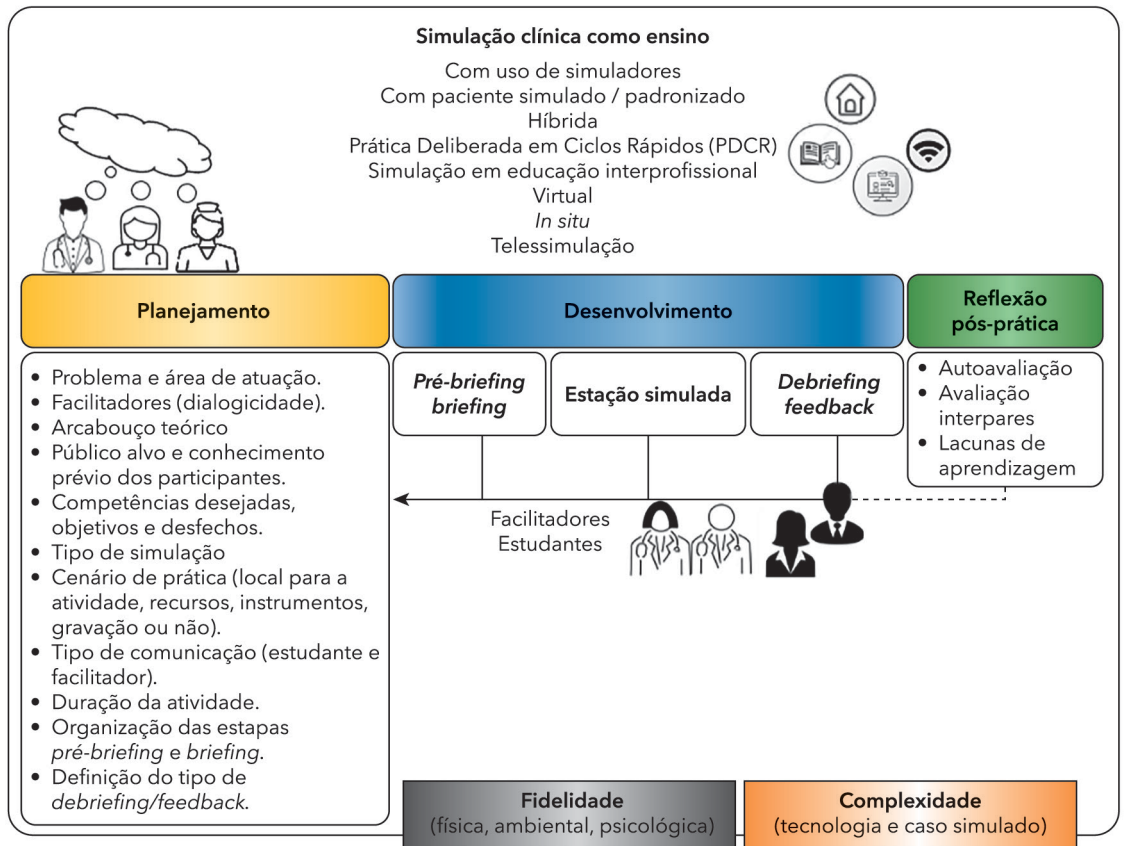 Simulação clínica como ensino
Com uso de simuladores
Com paciente simulado / padronizado
Híbrida
Prática Deliberada em Ciclos Rápidos (PDCR)
Simulação em educação interprofissional
Virtual
In situ
Telessimulação
Planejamento
• Problema e área de atuação.
• Facilitadores (dialogicidade).
• Arcabouço teórico
• Público alvo e conhecimento
prévio dos participantes.
• Competências desejadas,
objetivos e desfechos.
• Tipo de simulação
• Cenário de prática (local para a
atividade, recursos, instrumentos,
gravação ou não).
• Tipo de comunicação (estudante e
facilitador).
• Duração da atividade.
• Organização das estapas
pré-briefing e briefing.
• Definição do tipo de
debriefing/feedback.
Desenvolvimento
Pré-briefing
briefing
Estação simulada
Debriefing
feedback
Facilitadores
Estudantes
Reflexão
pós-prática
• Autoavaliação
• Avaliação
interpares
• Lacunas de
aprendizagem
Fidelidade
(física, ambiental, psicológica)
Complexidade
(tecnologia e caso simulado)